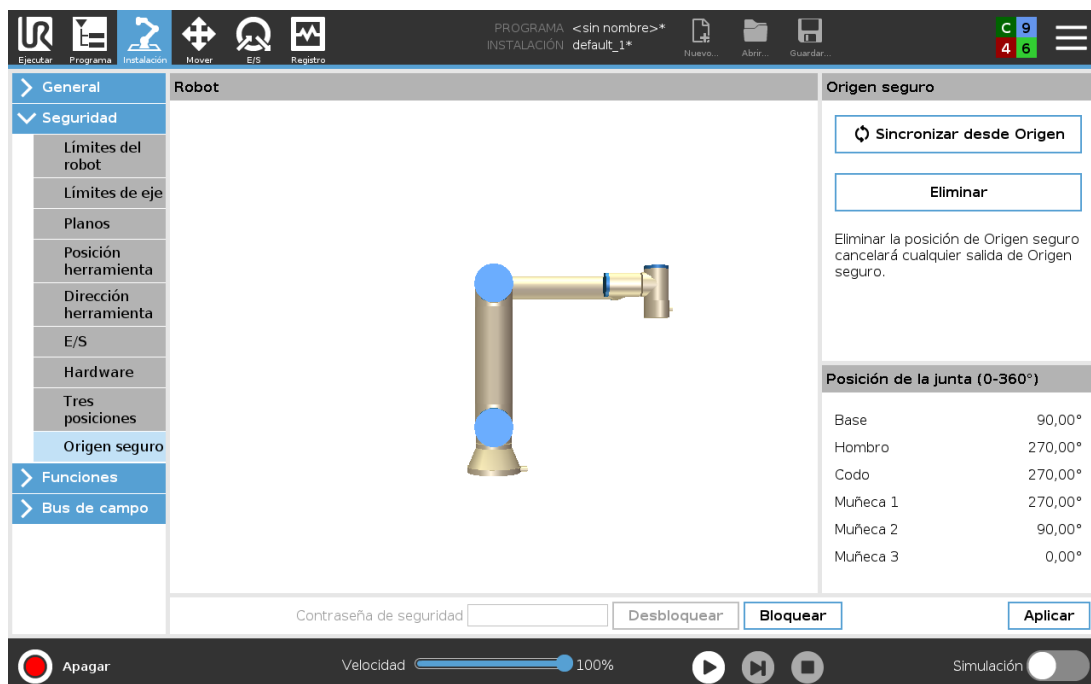 UR
PROGRAMA <sin nombre>*
INSTALACIÓN default_1*
Ejecutar Programa Instalación Mover E/S Registro
Nuevo... Abrir... Guardar...
C 9
4 6
General
Seguridad
Límites del
robot
Límites de eje
Planos
Posición
herramienta
Dirección
herramienta
E/S
Hardware
Tres
posiciones
Origen seguro
Funciones
Bus de campo
Robot
Origen seguro
Sincronizar desde Origen
Eliminar
Eliminar la posición de Origen seguro
cancelará cualquier salida de Origen
seguro.
Posición de la junta (0-360°)
Base 90,00°
Hombro 270,00°
Codo 270,00°
Muñeca 1 270,00°
Muñeca 2 90,00°
Muñeca 3 0,00°
Contraseña de seguridad Desbloquear Bloquear Aplicar
Apagar Velocidad 100% Simulación